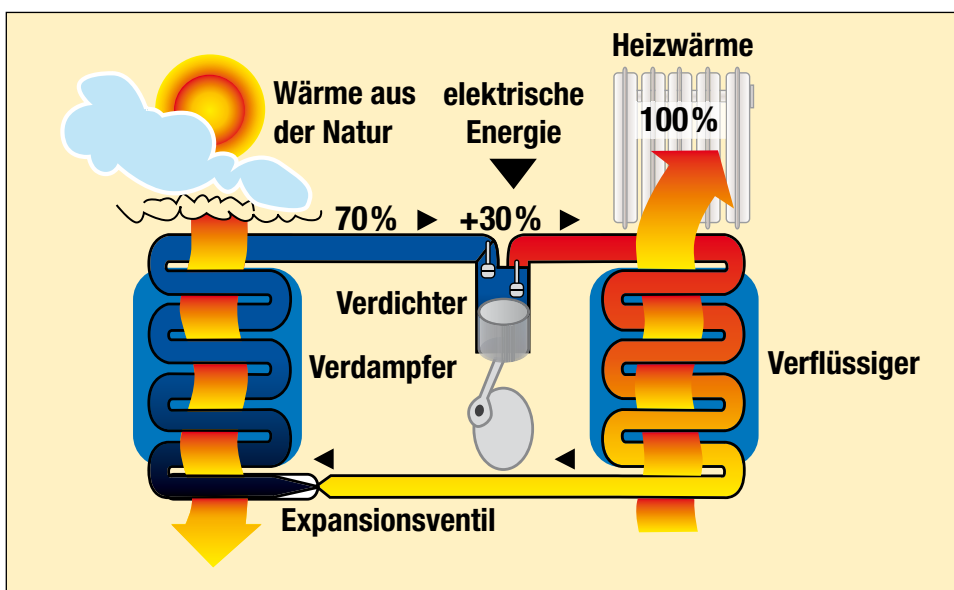 Heizwärme
Wärme aus
der Natur
elektrische
Energie
100%
70%
+30%
Verdichter
Verdampfer
Verflüssiger
Expansionsventil